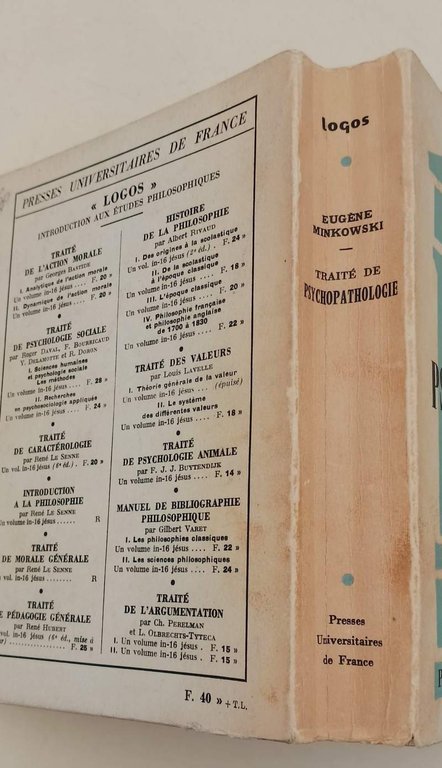 PRESSES UNIVERSITAIRES DE FRANCE
« LOGOS »
INTRODUCTION AUX ÉTUDES PHILOSOPHIQUES
TRAITÉ
DE L'ACTION MORALE
par Georges BASTIDE
I. Analytique de l'action morale
Un volume in-16 jésus .... F. 20 »
II. Dynamique de l'action morale
Un volume in-16 jésus .... F. 20 »
TRAITÉ
DE PSYCHOLOGIE SOCIALE
par Roger DAVAL, F. BOURRICAUD
Y. DELAMOTTE et R. DORON
I. Sciences humaines
et psychologie sociale
Les méthodes
Un volume in-16 jésus .... F. 28 »
II. Recherches
en psychosociologie appliquée
Un volume in-16 jésus .... F. 24 »
TRAITÉ
DE CARACTÉROLOGIE
par René LE SENNE
Un vol. in-16 jésus (6e éd.). F. 20 »
INTRODUCTION
A LA PHILOSOPHIE
par René LE SENNE
Un volume in-16 jésus ...... R
TRAITÉ
DE MORALE GÉNÉRALE
par René LE SENNE
vol. in-16 jésus ....... R
TRAITÉ
DE PÉDAGOGIE GÉNÉRALE
par René HUBERT
vol. in-16 jésus (6e éd., mise à
jour) .................. F. 25 »
HISTOIRE
DE LA PHILOSOPHIE
par Albert RIVAUD
I. Des origines à la scolastique
Un vol. in-16 jésus (2e éd.). F. 24 »
II. De la scolastique
à l'époque classique
Un volume in-16 jésus .... F. 16 »
III. L'époque classique
Un volume in-16 jésus .... F. 20 »
IV. Philosophie française
et philosophie anglaise
de 1700 à 1830
Un volume in-16 jésus .... F. 22 »
TRAITÉ DES VALEURS
par Louis LAVELLE
I. Théorie générale de la valeur
Un volume in-16 jésus ... (épuisé)
II. Le système
des différentes valeurs
Un volume in-16 jésus .... F. 18 »
TRAITÉ
DE PSYCHOLOGIE ANIMALE
par F. J. J. BUYTENDIJK
Un volume in-16 jésus .... F. 14 »
MANUEL DE BIBLIOGRAPHIE
PHILOSOPHIQUE
par Gilbert VARET
I. Les philosophies classiques
Un volume in-16 jésus .... F. 22 »
II. Les sciences philosophiques
Un volume in-16 jésus .... F. 24 »
TRAITÉ
DE L'ARGUMENTATION
par Ch. PERELMAN
et L. OLBRECHTS-TYTECA
I. Un volume in-16 jésus . F. 15 »
II. Un volume in-16 jésus . F. 15 »
F. 40 » + T.L.
logos
EUGÈNE
MINKOWSKI
TRAITÉ DE
PSYCHOPATHOLOGIE
Presses
Universitaires
de France